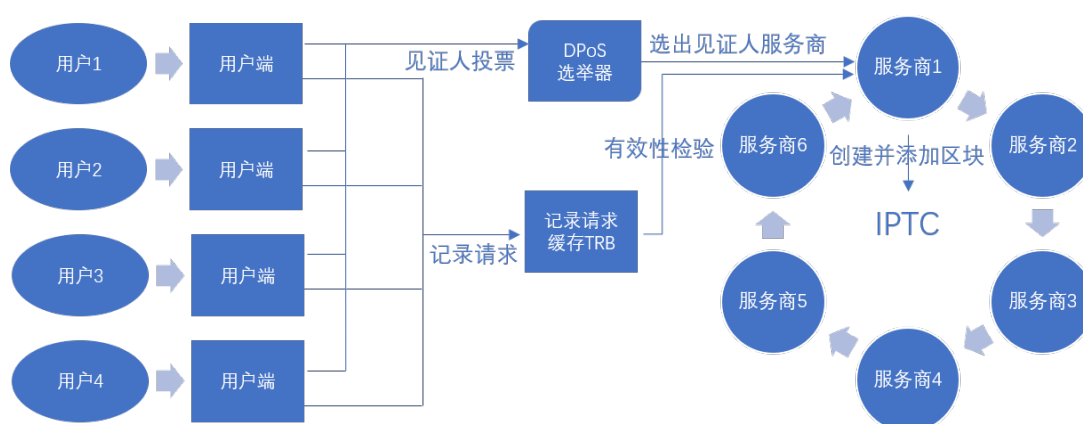 用户1
用户端
见证人投票
DPoS
选举器
选出见证人服务商
服务商1
用户2
用户端
有效性检验
服务商6
创建并添加区块
服务商2
IPTC
记录请求
记录请求
缓存TRB
用户3
用户端
服务商5
服务商3
用户4
用户端
服务商4